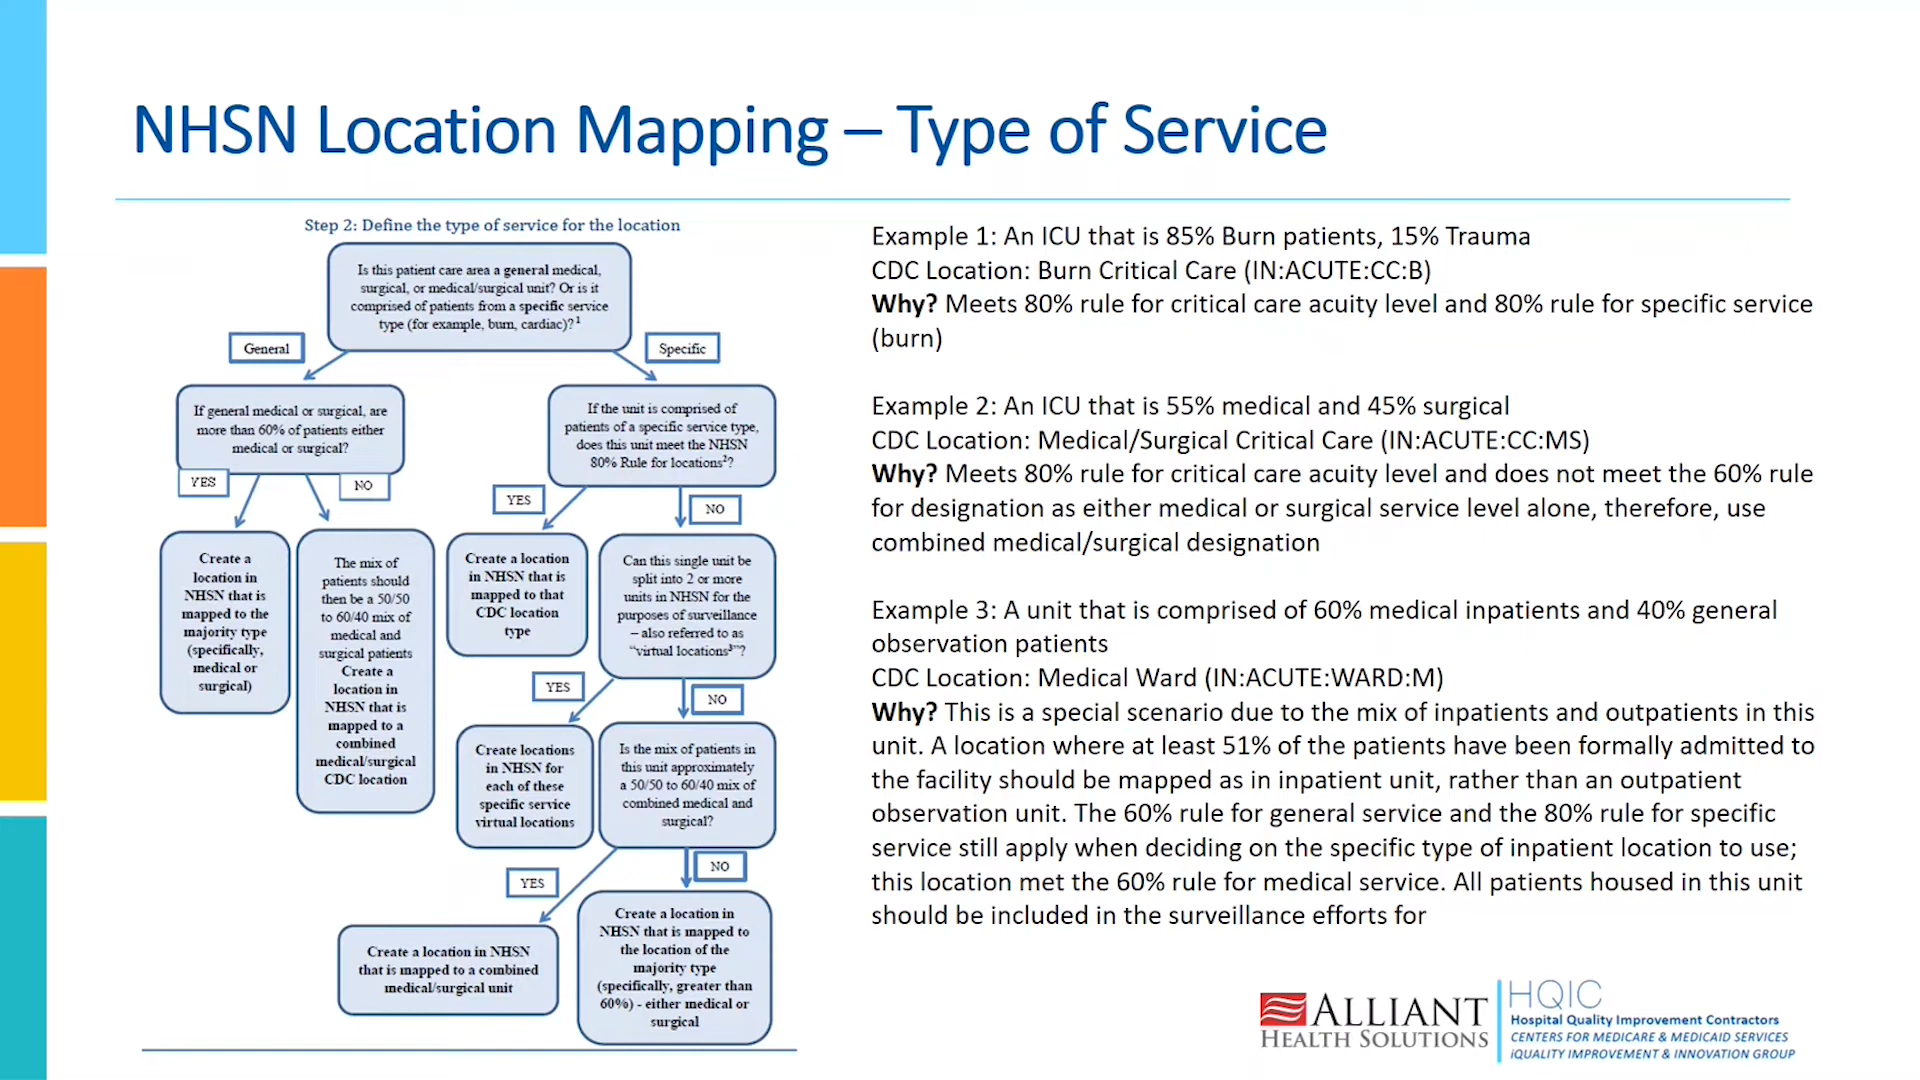 NHSN Location Mapping – Type of Service
Step 2: Define the type of service for the location
Is this patient care area a general medical,
surgical, or medical/surgical unit? Or is it
comprised of patients from a specific service
type (for example, burn, cardiac)?1
General
Specific
If general medical or surgical, are
more than 60% of patients either
medical or surgical?
YES
NO
If the unit is comprised of
patients of a specific service type,
does this unit meet the NHSN
80% Rule for locations2?
YES
NO
Create a
location in
NHSN that is
mapped to the
majority type
(specifically,
medical or
surgical)
The mix of
patients should
then be a 50/50
to 60/40 mix of
medical and
surgical patients
Create a
location in
NHSN that is
mapped to a
combined
medical/surgical
CDC location
Create a location
in NHSN that is
mapped to that
CDC location
type
Can this single unit be
split into 2 or more
units in NHSN for the
purposes of surveillance
– also referred to as
“virtual locations3”?
YES
NO
Create locations
in NHSN for
each of these
specific service
virtual locations
Is the mix of patients in
this unit approximately
a 50/50 to 60/40 mix of
combined medical and
surgical?
YES
NO
Create a location in NHSN
that is mapped to a combined
medical/surgical unit
Create a location in
NHSN that is mapped to
the location of the
majority type
(specifically, greater than
60%) - either medical or
surgical
Example 1: An ICU that is 85% Burn patients, 15% Trauma
CDC Location: Burn Critical Care (IN:ACUTE:CC:B)
Why? Meets 80% rule for critical care acuity level and 80% rule for specific service
(burn)
Example 2: An ICU that is 55% medical and 45% surgical
CDC Location: Medical/Surgical Critical Care (IN:ACUTE:CC:MS)
Why? Meets 80% rule for critical care acuity level and does not meet the 60% rule
for designation as either medical or surgical service level alone, therefore, use
combined medical/surgical designation
Example 3: A unit that is comprised of 60% medical inpatients and 40% general
observation patients
CDC Location: Medical Ward (IN:ACUTE:WARD:M)
Why? This is a special scenario due to the mix of inpatients and outpatients in this
unit. A location where at least 51% of the patients have been formally admitted to
the facility should be mapped as in inpatient unit, rather than an outpatient
observation unit. The 60% rule for general service and the 80% rule for specific
service still apply when deciding on the specific type of inpatient location to use;
this location met the 60% rule for medical service. All patients housed in this unit
should be included in the surveillance efforts for
ALLIANT
HEALTH SOLUTIONS
HQIC
Hospital Quality Improvement Contractors
CENTERS FOR MEDICARE & MEDICAID SERVICES
iQUALITY IMPROVEMENT & INNOVATION GROUP